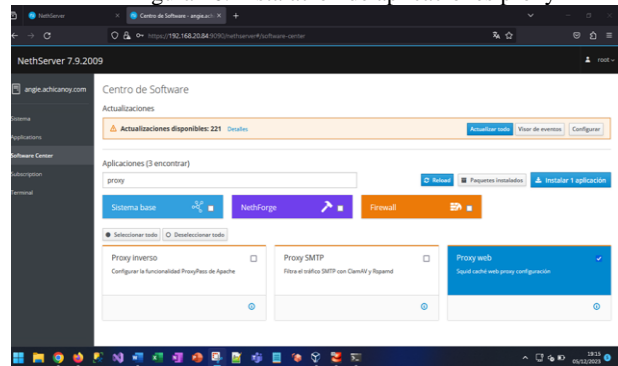 NethServer
Centro de Software - angie.ach
https://192.168.20.84:9090/nethserver#/software-center
NethServer 7.9.2009
root
angie.achicanoy.com
Sistema
Applications
Software Center
Subscription
Terminal
Centro de Software
Actualizaciones
Actualizaciones disponibles: 221 Detalles
Actualizar todo
Visor de eventos
Configurar
Aplicaciones (3 encontrar)
proxy
Reload
Paquetes instalados
Instalar 1 aplicación
Sistema base
NethForge
Firewall
Seleccionar todo
Deseleccionar todo
Proxy inverso
Configurar la funcionalidad ProxyPass de Apache
Proxy SMTP
Filtra el tráfico SMTP con ClamAV y Rspamd
Proxy web
Squid caché web proxy configuración
19:15
05/12/2023